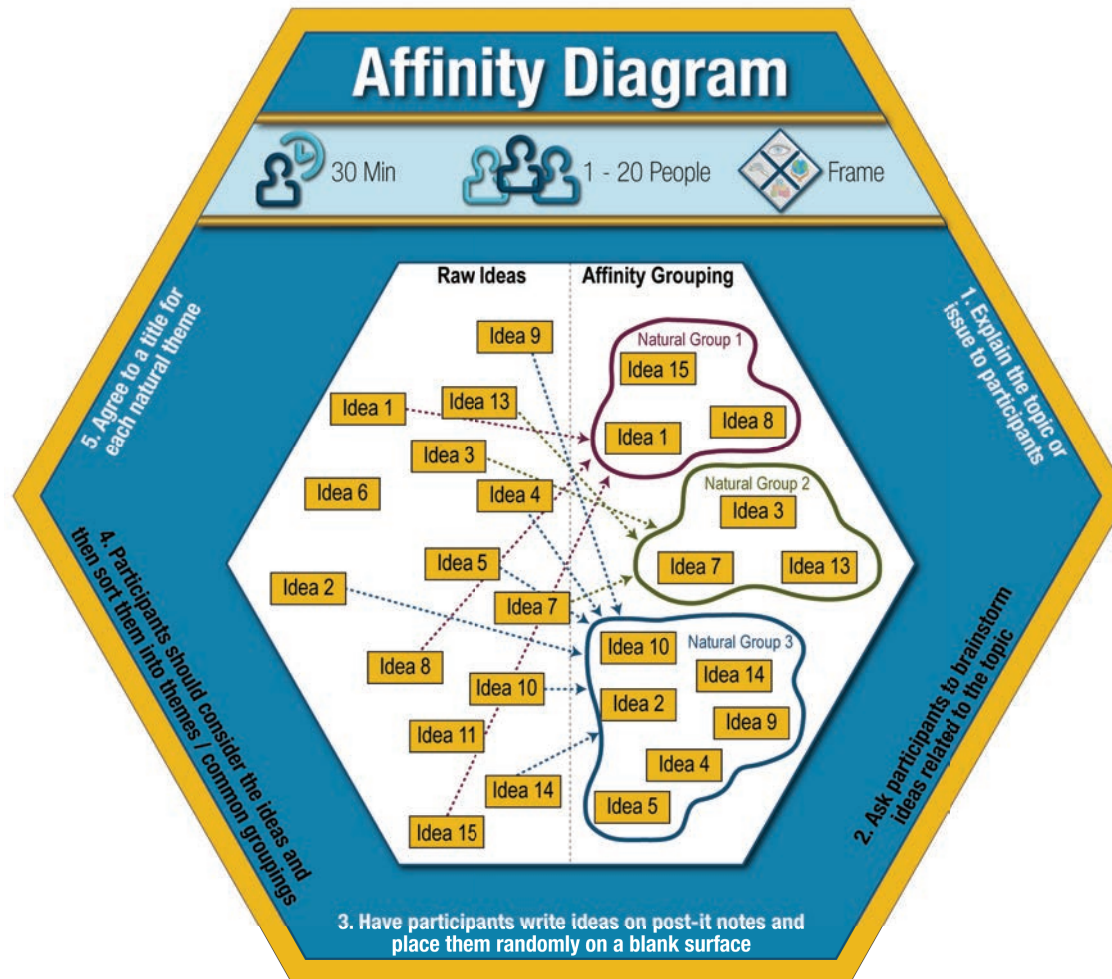 Affinity Diagram
30 Min
1 - 20 People
Frame
Raw Ideas
Affinity Grouping
Idea 9
Idea 13
Idea 1
Idea 3
Idea 6
Idea 4
Idea 5
Idea 2
Idea 7
Idea 8
Idea 10
Idea 11
Idea 14
Idea 15
Natural Group 1
Idea 15
Idea 8
Idea 1
Natural Group 2
Idea 3
Idea 7
Idea 13
Natural Group 3
Idea 10
Idea 14
Idea 2
Idea 9
Idea 4
Idea 5
1. Explain the topic or
issue to participants
2. Ask participants to brainstorm
ideas related to the topic
3. Have participants write ideas on post-it notes and
place them randomly on a blank surface
4. Participants should consider the ideas and
then sort them into themes / common groupings
5. Agree to a title for
each natural theme